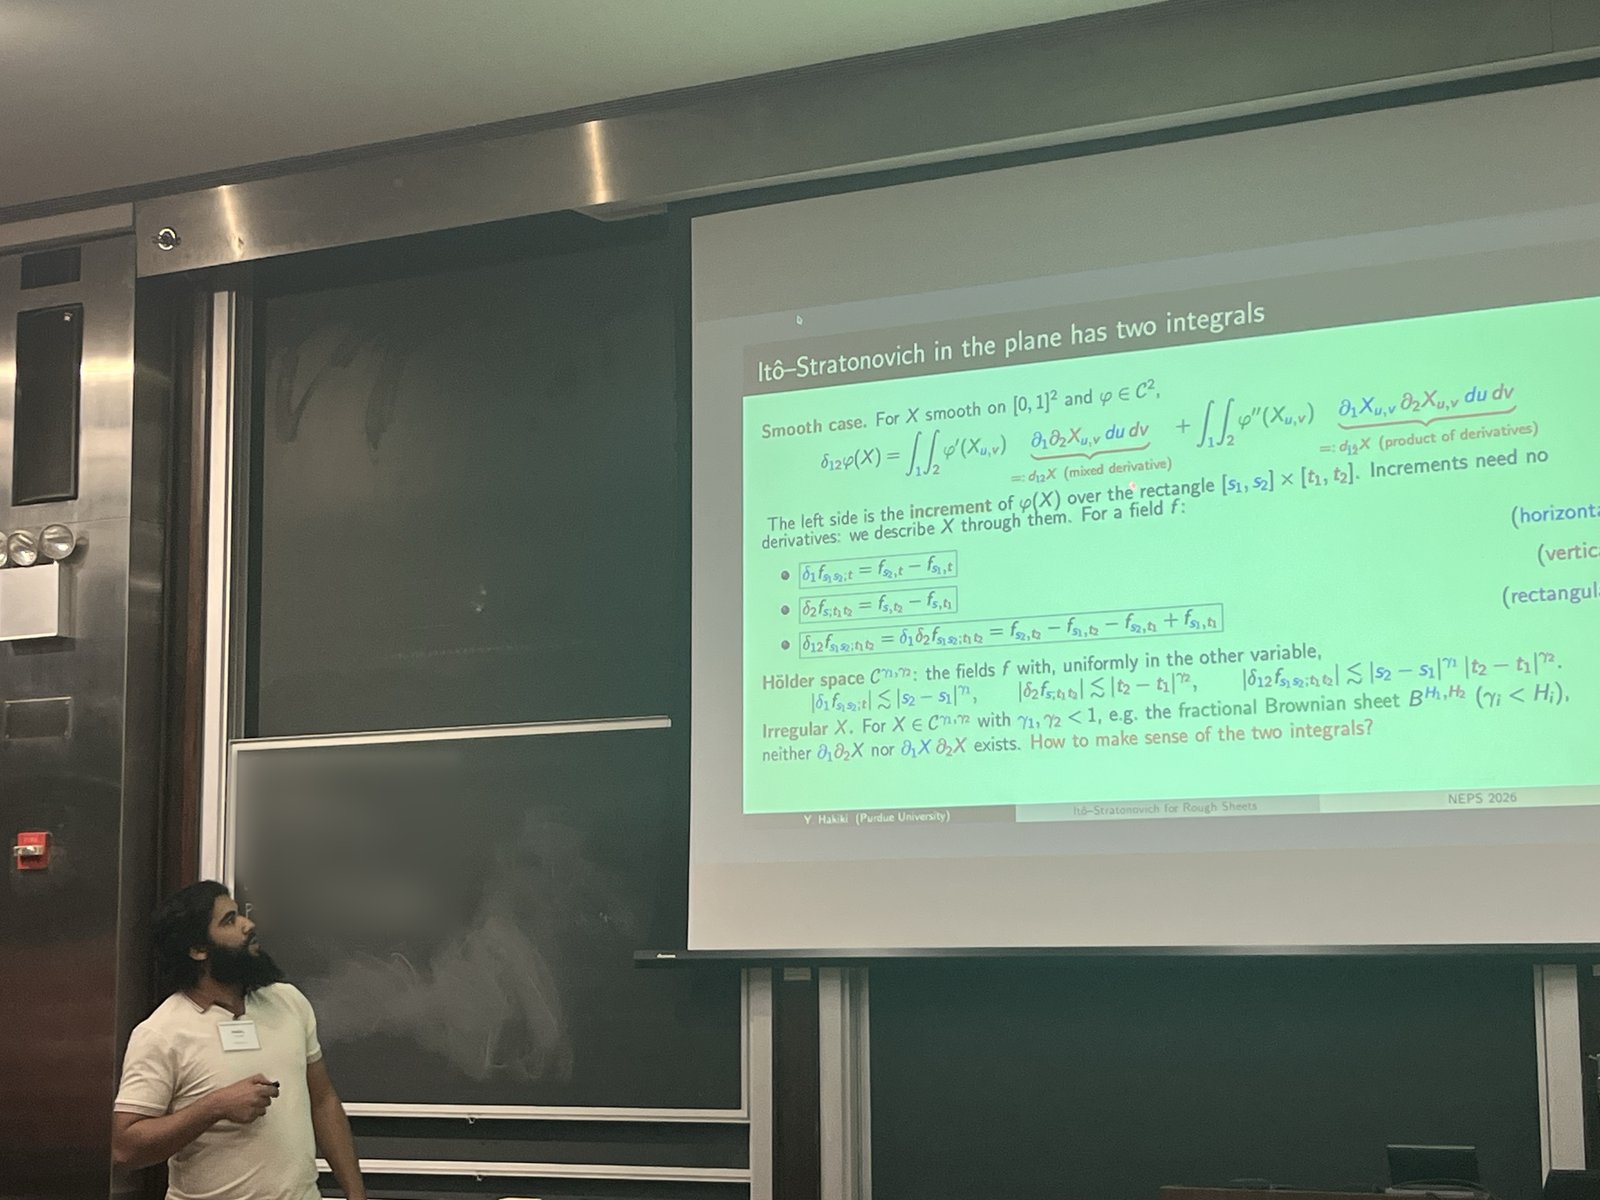 Itô–Stratonovich in the plane has two integrals
Smooth case. For X smooth on [0, 1]² and φ ∈ C²,
δ₁₂φ(X) = ∫₁∫₂ φ′(X_{u,v}) ∂₁∂₂X_{u,v} du dv + ∫₁∫₂ φ″(X_{u,v}) ∂₁X_{u,v} ∂₂X_{u,v} du dv
=: d₁₂X (mixed derivative) =: d_{1̂2̂}X (product of derivatives)
The left side is the increment of φ(X) over the rectangle [s₁, s₂] × [t₁, t₂]. Increments need no
derivatives: we describe X through them. For a field f:
• δ₁f_{s₁s₂;t} = f_{s₂,t} − f_{s₁,t} (horizont
• δ₂f_{s;t₁t₂} = f_{s,t₂} − f_{s,t₁} (vertic
• δ₁₂f_{s₁s₂;t₁t₂} = δ₁δ₂f_{s₁s₂;t₁t₂} = f_{s₂,t₂} − f_{s₁,t₂} − f_{s₂,t₁} + f_{s₁,t₁} (rectangul
Hölder space C^{γ₁,γ₂}: the fields f with, uniformly in the other variable,
|δ₁f_{s₁s₂;t}| ≲ |s₂ − s₁|^{γ₁}, |δ₂f_{s;t₁t₂}| ≲ |t₂ − t₁|^{γ₂}, |δ₁₂f_{s₁s₂;t₁t₂}| ≲ |s₂ − s₁|^{γ₁} |t₂ − t₁|^{γ₂}.
Irregular X. For X ∈ C^{γ₁,γ₂} with γ₁, γ₂ < 1, e.g. the fractional Brownian sheet B^{H₁,H₂} (γᵢ < Hᵢ),
neither ∂₁∂₂X nor ∂₁X ∂₂X exists. How to make sense of the two integrals?
Y Hakiki (Purdue University) Itô–Stratonovich for Rough Sheets NEPS 2026
FIRE